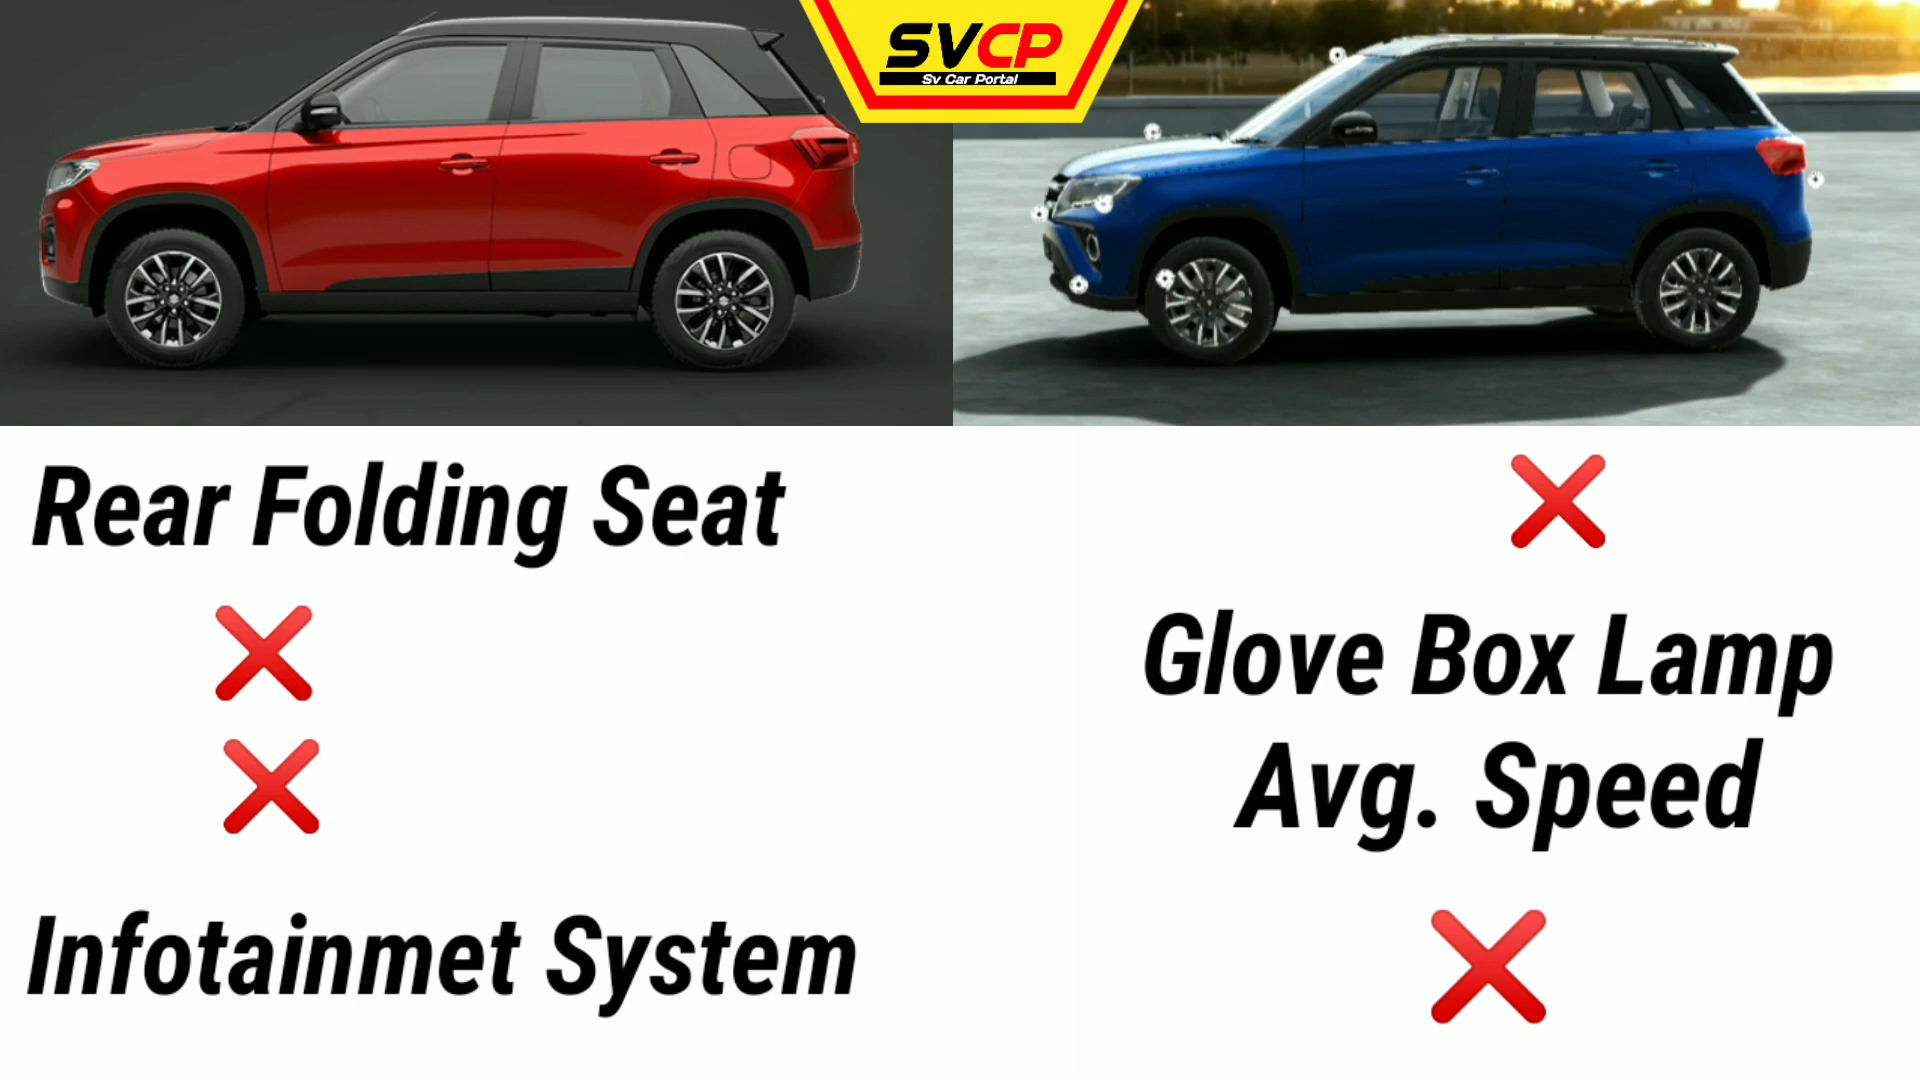 SVCP
Sv Car Portal
Rear Folding Seat
Glove Box Lamp
Avg. Speed
Infotainmet System